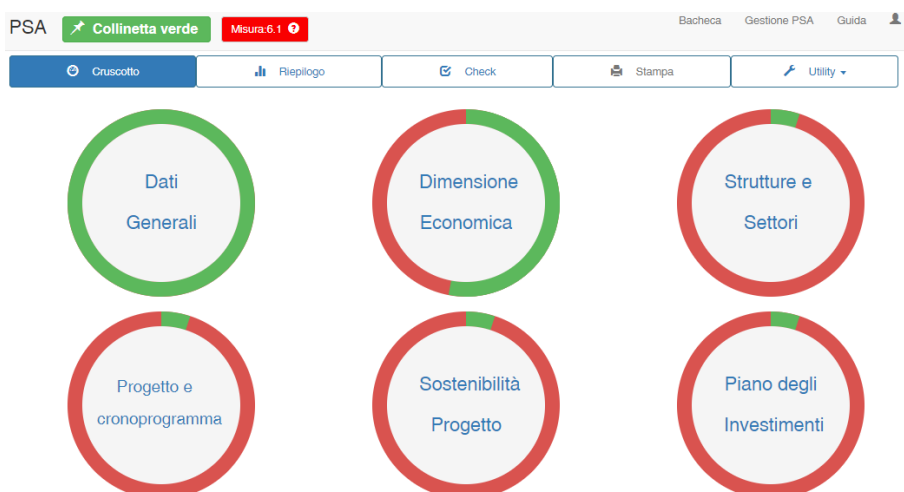 PSA Collinetta verde Misura:6.1 Bacheca Gestione PSA Guida
Cruscotto Riepilogo Check Stampa Utility
Dati
Generali
Dimensione
Economica
Strutture e
Settori
Progetto e
cronoprogramma
Sostenibilità
Progetto
Piano degli
Investimenti